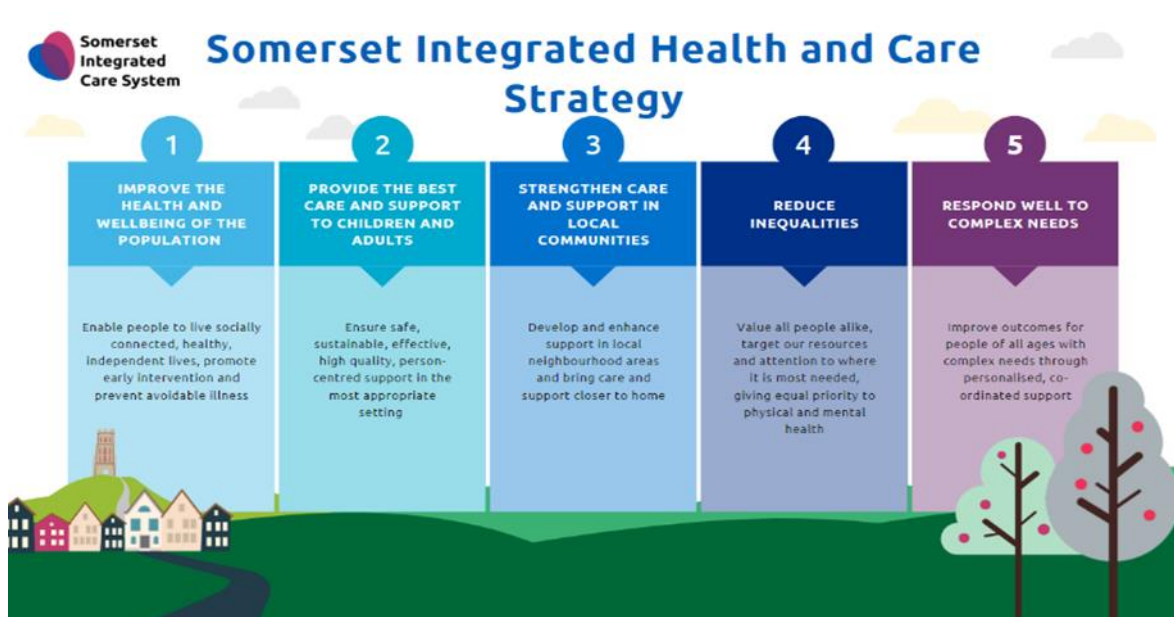 Somerset
Integrated
Care System
Somerset Integrated Health and Care
Strategy
1
IMPROVE THE
HEALTH AND
WELLBEING OF THE
POPULATION
Enable people to live socially
connected, healthy,
independent lives, promote
early intervention and
prevent avoidable illness
2
PROVIDE THE BEST
CARE AND SUPPORT
TO CHILDREN AND
ADULTS
Ensure safe,
sustainable, effective,
high quality, person-
centred support in the
most appropriate
setting
3
STRENGTHEN CARE
AND SUPPORT IN
LOCAL
COMMUNITIES
Develop and enhance
support in local
neighbourhood areas
and bring care and
support closer to home
4
REDUCE
INEQUALITIES
Value all people alike,
target our resources
and attention to where
it is most needed,
giving equal priority to
physical and mental
health
5
RESPOND WELL TO
COMPLEX NEEDS
Improve outcomes for
people of all ages with
complex needs through
personalised, co-
ordinated support